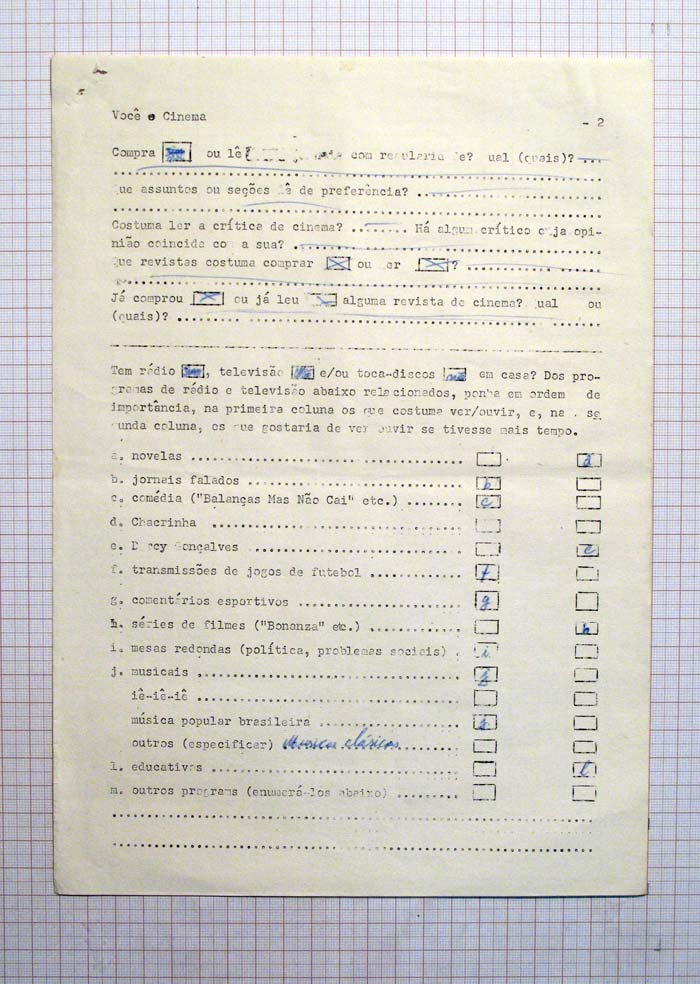 Você e Cinema - 2
Compra ou lê com regularidade? ual (quais)? ....
que assuntos ou seções lê de preferência? ..........
Costuma ler a crítica de cinema? ....... Há algum crítico cuja opi-
nião coincide com a sua? ..........
que revistas costuma comprar X ou ler X ? ..........
Já comprou X ou já leu X alguma revista de cinema? ual ou
(quais)? ..........
Tem rádio , televisão e/ou toca-discos em casa? Dos pro-
gramas de rádio e televisão abaixo relacionados, ponha em ordem de
importância, na primeira coluna os que costuma ver/ouvir, e, na se
unda coluna, os que gostaria de ver ouvir se tivesse mais tempo.
a. novelas .......... a
b. jornais falados .......... b
c. comédia ("Balanças Mas Não Cai" etc.) ........ c
d. Chacrinha ..........
e. Dercy Gonçalves .......... e
f. transmissões de jogos de futebol .......... f
g. comentários esportivos .......... g
h. séries de filmes ("Bonanza" etc.) .......... h
i. mesas redondas (política, problemas sociais) . i
j. musicais .......... j
iê-iê-iê ..........
música popular brasileira .......... j
outros (especificar) Musicas clásicas ........
l. educativos .......... l
m. outros programs (enumerá-los abaixo) ........